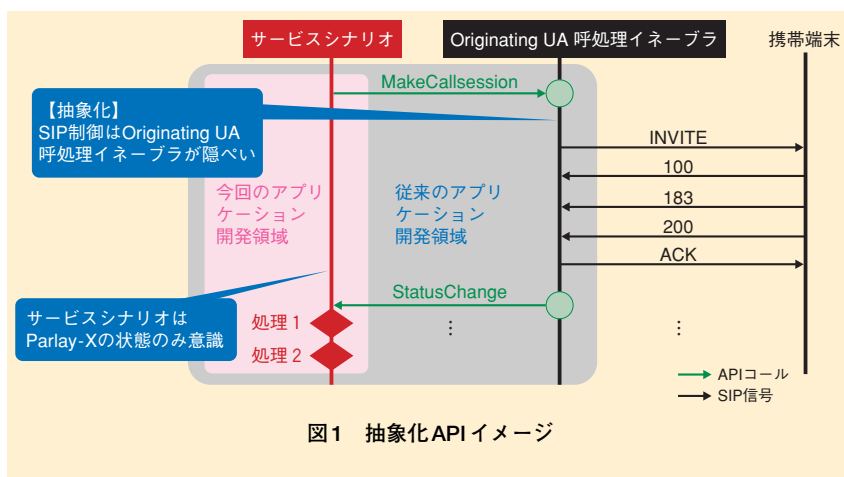 サービスシナリオ
Originating UA 呼処理イネーブラ
携帯端末
MakeCallsession
【抽象化】
SIP制御はOriginating UA
呼処理イネーブラが隠ぺい
INVITE
100
183
200
ACK
今回のアプリ
ケーション
開発領域
従来のアプリ
ケーション
開発領域
StatusChange
サービスシナリオは
Parlay-Xの状態のみ意識
処理 1
処理 2
⋮
⋮
APIコール
SIP信号
図1 抽象化APIイメージ